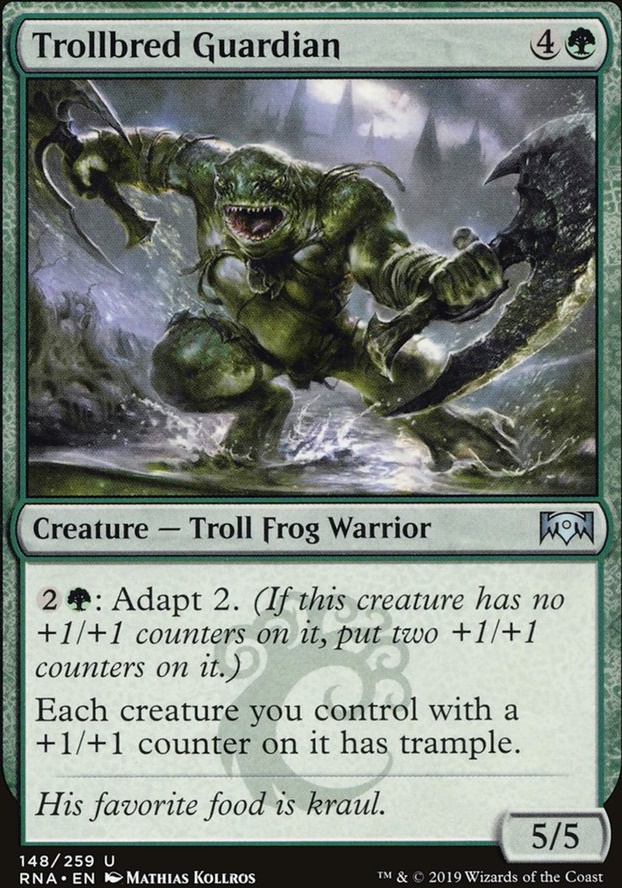 Trollbred Guardian
4
Creature — Troll Frog Warrior
2 : Adapt 2. (If this creature has no
+1/+1 counters on it, put two +1/+1
counters on it.)
Each creature you control with a
+1/+1 counter on it has trample.
His favorite food is kraul.
5/5
148/259 U
RNA • EN Mathias Kollros
™ & © 2019 Wizards of the Coast